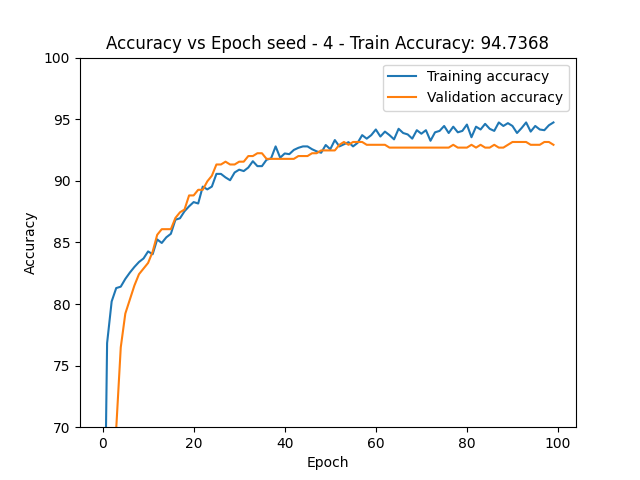 Accuracy vs Epoch seed - 4 - Train Accuracy: 94.7368
Training accuracy
Validation accuracy
100
95
90
85
80
75
70
Accuracy
0 20 40 60 80 100
Epoch